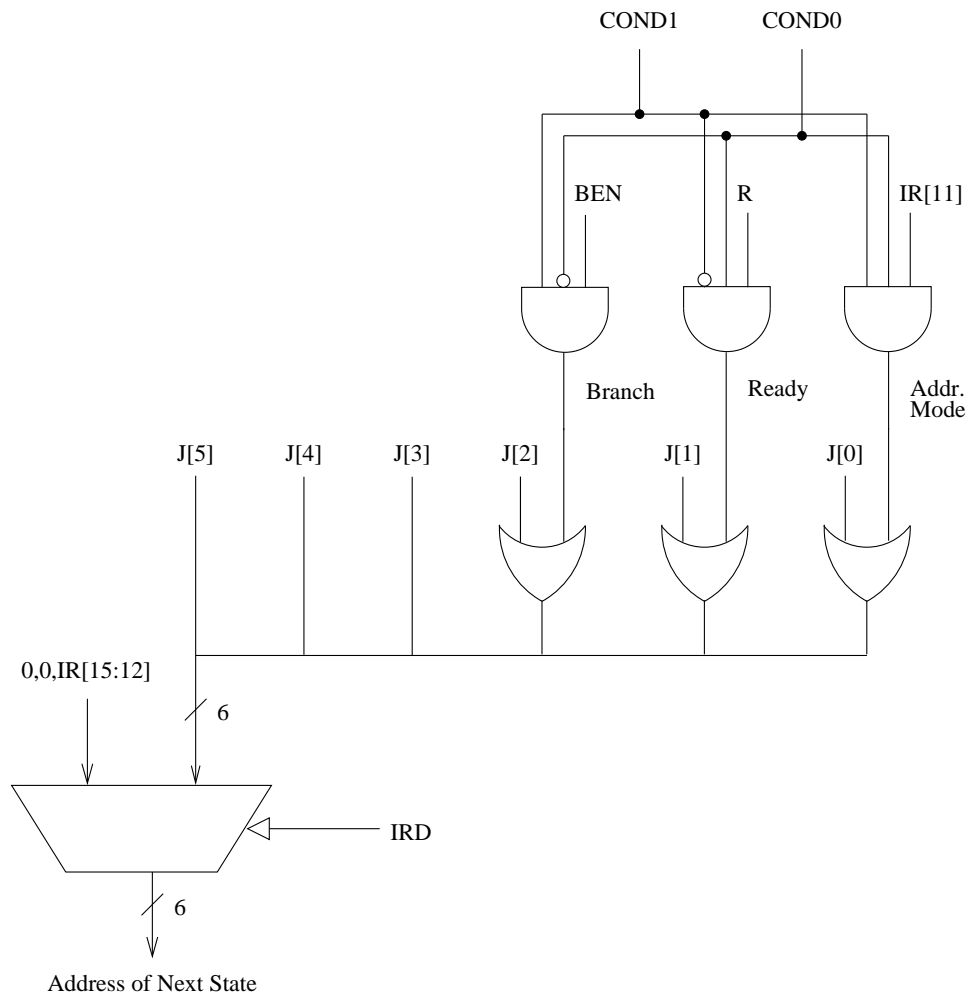 COND1
COND0
BEN
R
IR[11]
Branch
Ready
Addr.
Mode
J[5]
J[4]
J[3]
J[2]
J[1]
J[0]
0,0,IR[15:12]
6
IRD
6
Address of Next State